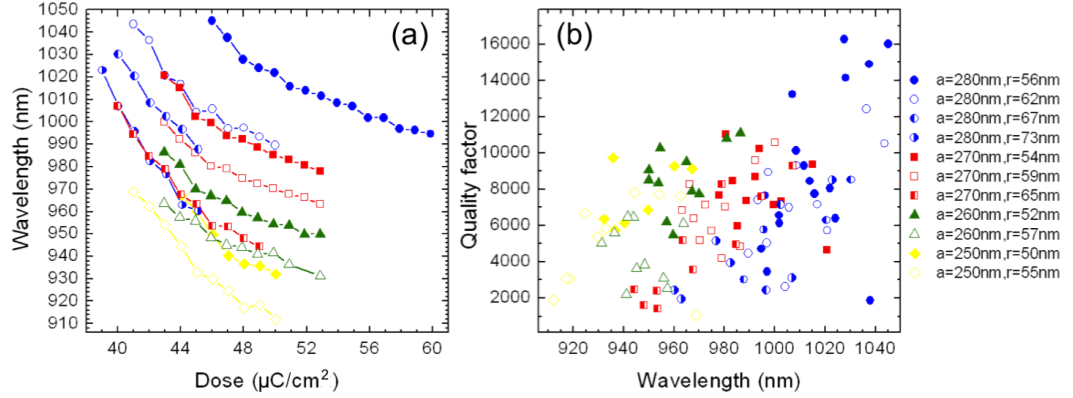 (a)
Wavelength (nm)
1050
1040
1030
1020
1010
1000
990
980
970
960
950
940
930
920
910
40 44 48 52 56 60
Dose (μC/cm²)
(b)
Quality factor
16000
14000
12000
10000
8000
6000
4000
2000
920 940 960 980 1000 1020 1040
Wavelength (nm)
a=280nm,r=56nm
a=280nm,r=62nm
a=280nm,r=67nm
a=280nm,r=73nm
a=270nm,r=54nm
a=270nm,r=59nm
a=270nm,r=65nm
a=260nm,r=52nm
a=260nm,r=57nm
a=250nm,r=50nm
a=250nm,r=55nm